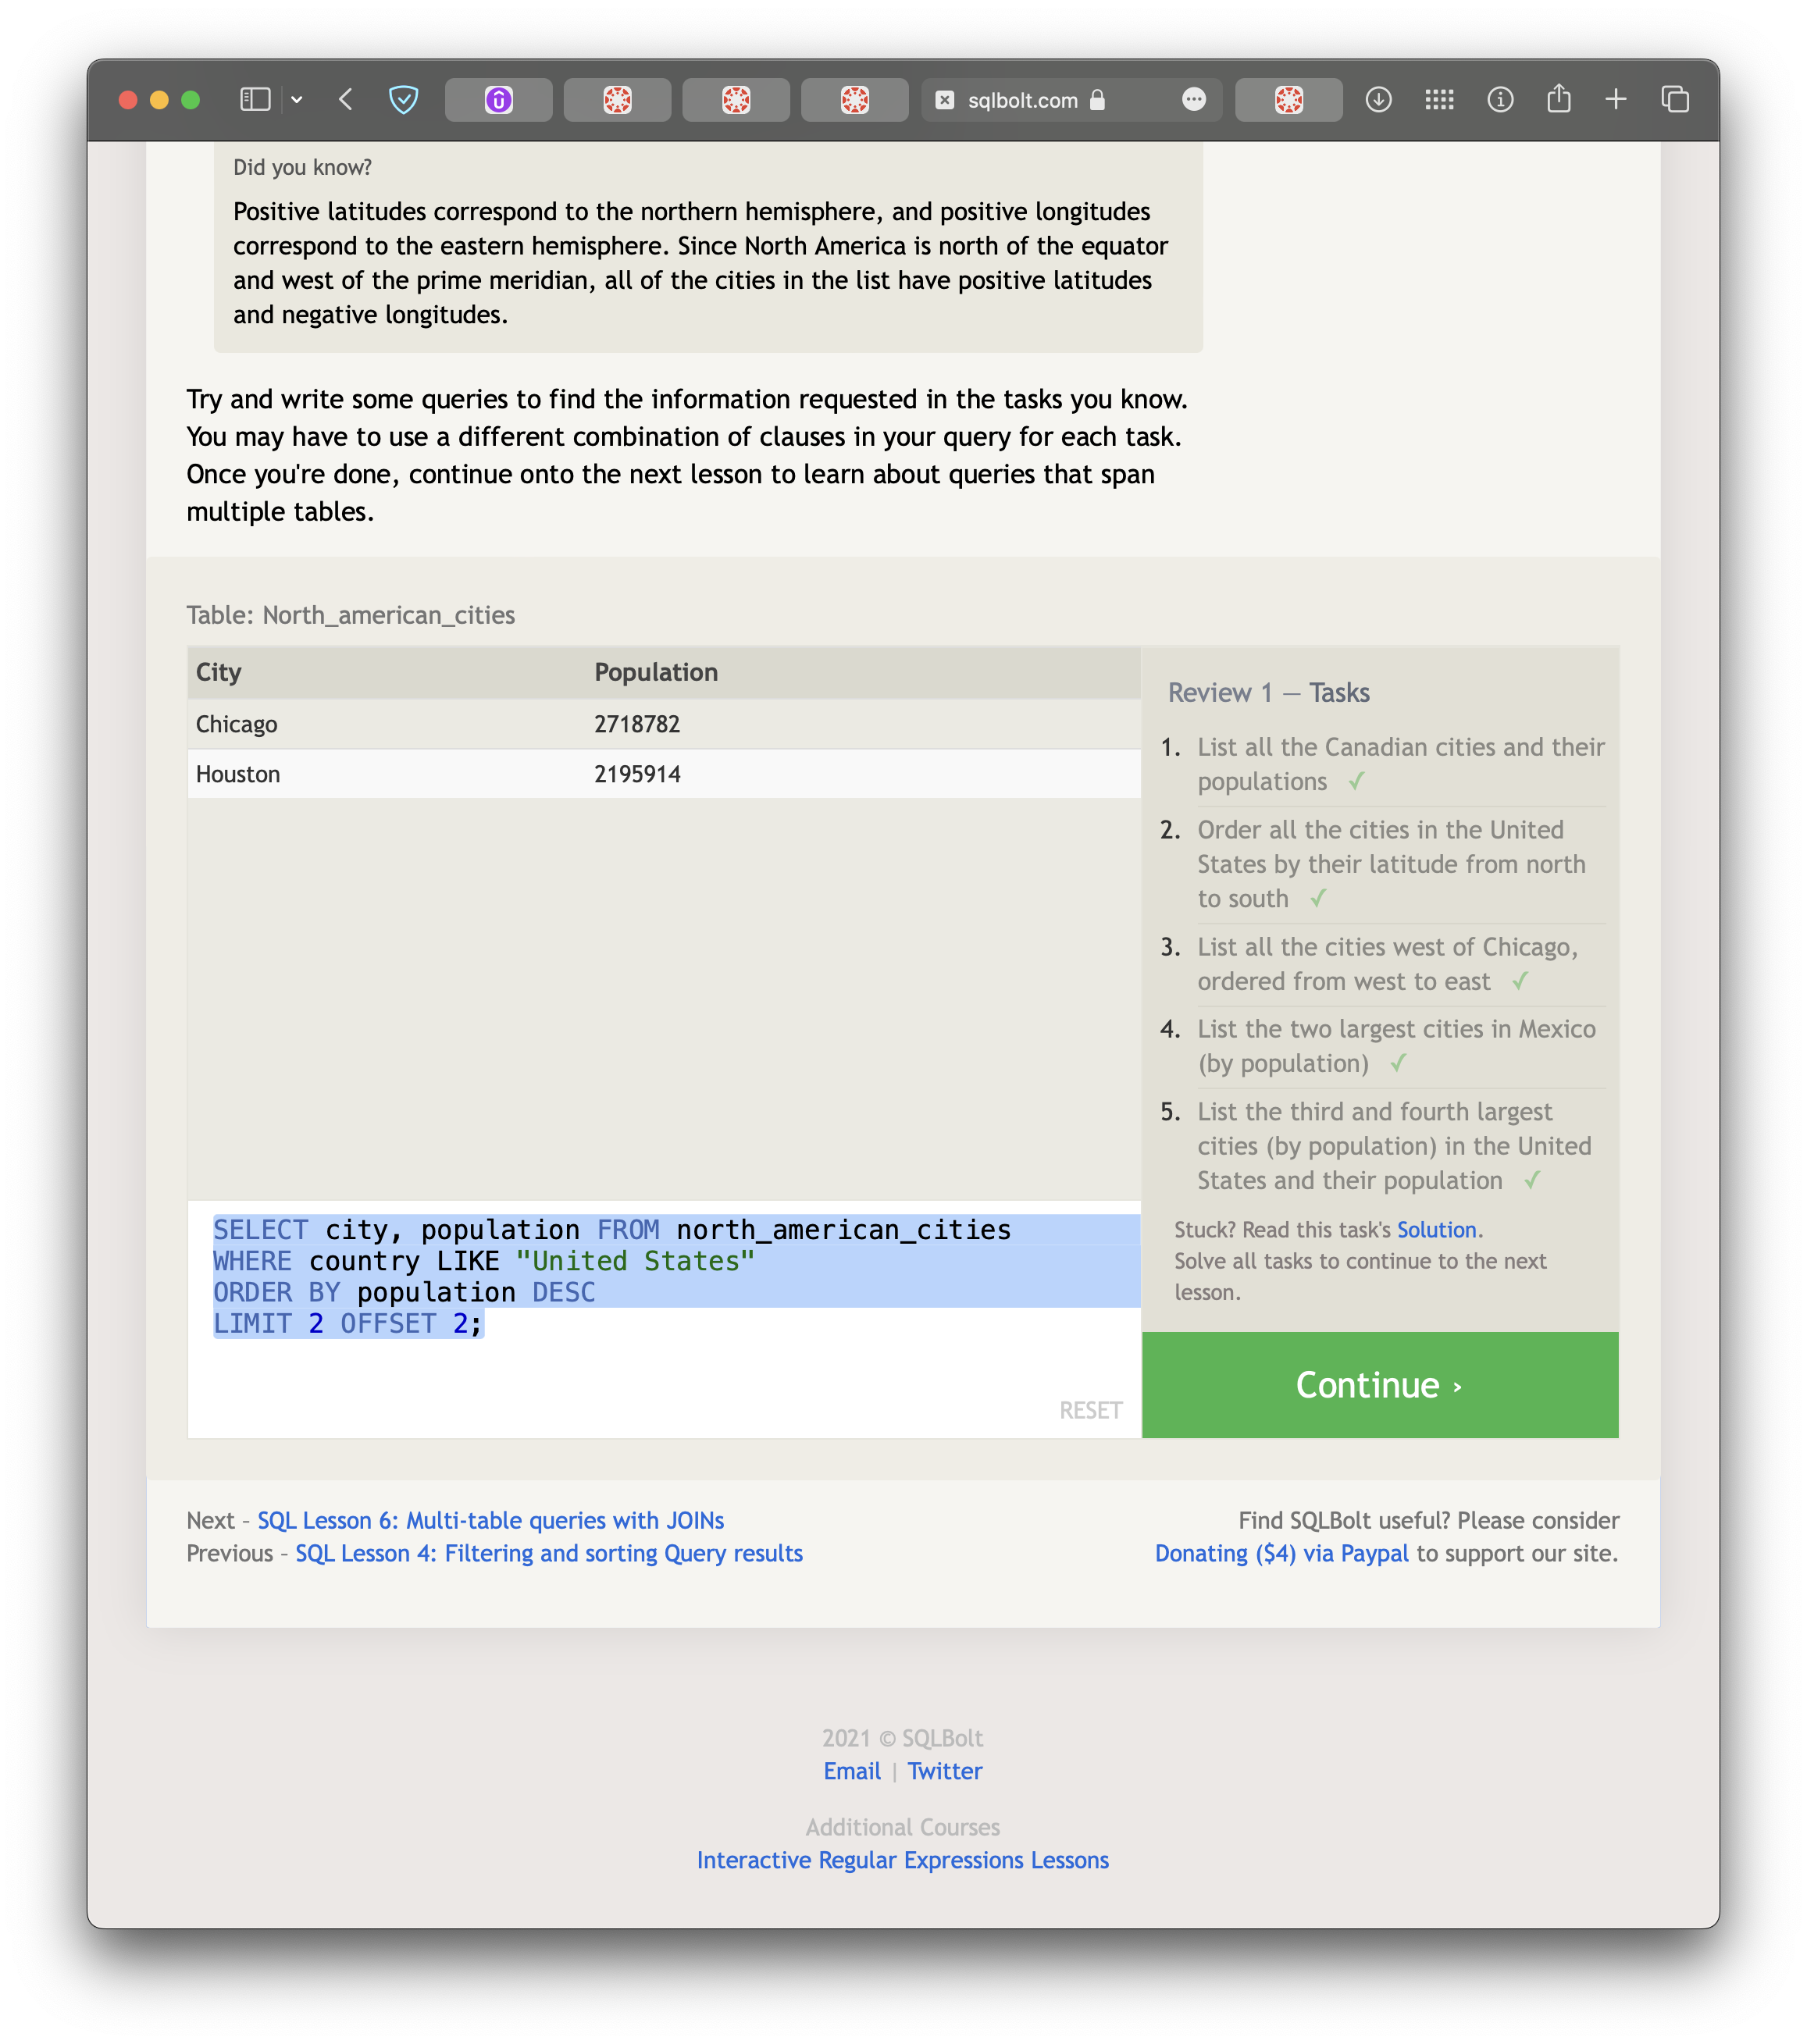 sqlbolt.com
Did you know?
Positive latitudes correspond to the northern hemisphere, and positive longitudes
correspond to the eastern hemisphere. Since North America is north of the equator
and west of the prime meridian, all of the cities in the list have positive latitudes
and negative longitudes.
Try and write some queries to find the information requested in the tasks you know.
You may have to use a different combination of clauses in your query for each task.
Once you're done, continue onto the next lesson to learn about queries that span
multiple tables.
Table: North_american_cities
City Population
Chicago 2718782
Houston 2195914
SELECT city, population FROM north_american_cities
WHERE country LIKE "United States"
ORDER BY population DESC
LIMIT 2 OFFSET 2;
RESET
Review 1 — Tasks
1. List all the Canadian cities and their
populations ✓
2. Order all the cities in the United
States by their latitude from north
to south ✓
3. List all the cities west of Chicago,
ordered from west to east ✓
4. List the two largest cities in Mexico
(by population) ✓
5. List the third and fourth largest
cities (by population) in the United
States and their population ✓
Stuck? Read this task's Solution.
Solve all tasks to continue to the next
lesson.
Continue ›
Next – SQL Lesson 6: Multi-table queries with JOINs
Previous – SQL Lesson 4: Filtering and sorting Query results
Find SQLBolt useful? Please consider
Donating ($4) via Paypal to support our site.
2021 © SQLBolt
Email | Twitter
Additional Courses
Interactive Regular Expressions Lessons